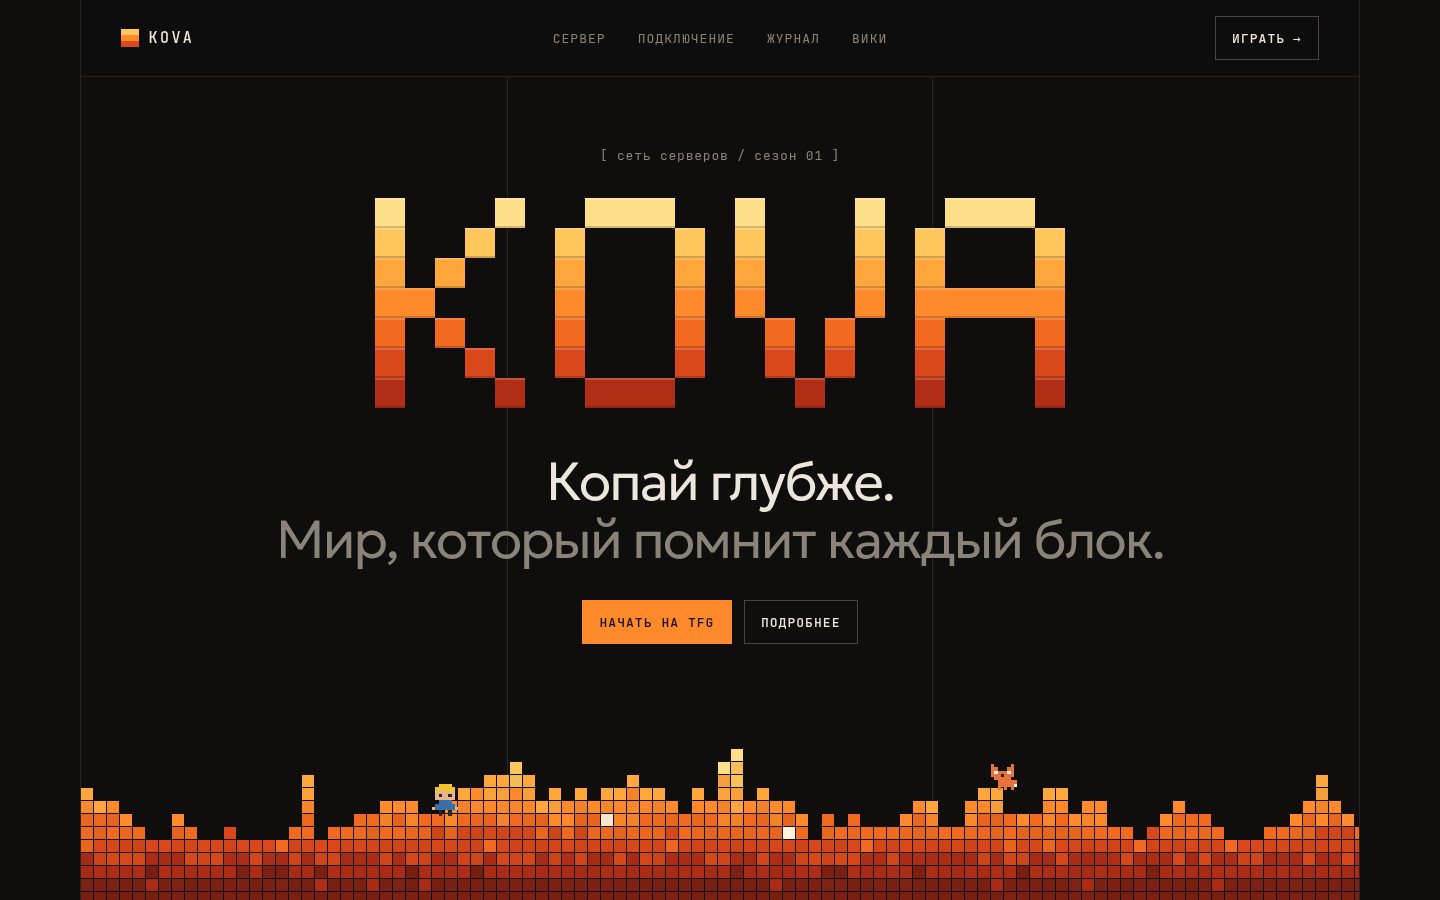 KOVA
СЕРВЕР
ПОДКЛЮЧЕНИЕ
ЖУРНАЛ
ВИКИ
ИГРАТЬ →
[ сеть серверов / сезон 01 ]
KOVA
Копай глубже.
Мир, который помнит каждый блок.
НАЧАТЬ НА TFG
ПОДРОБНЕЕ